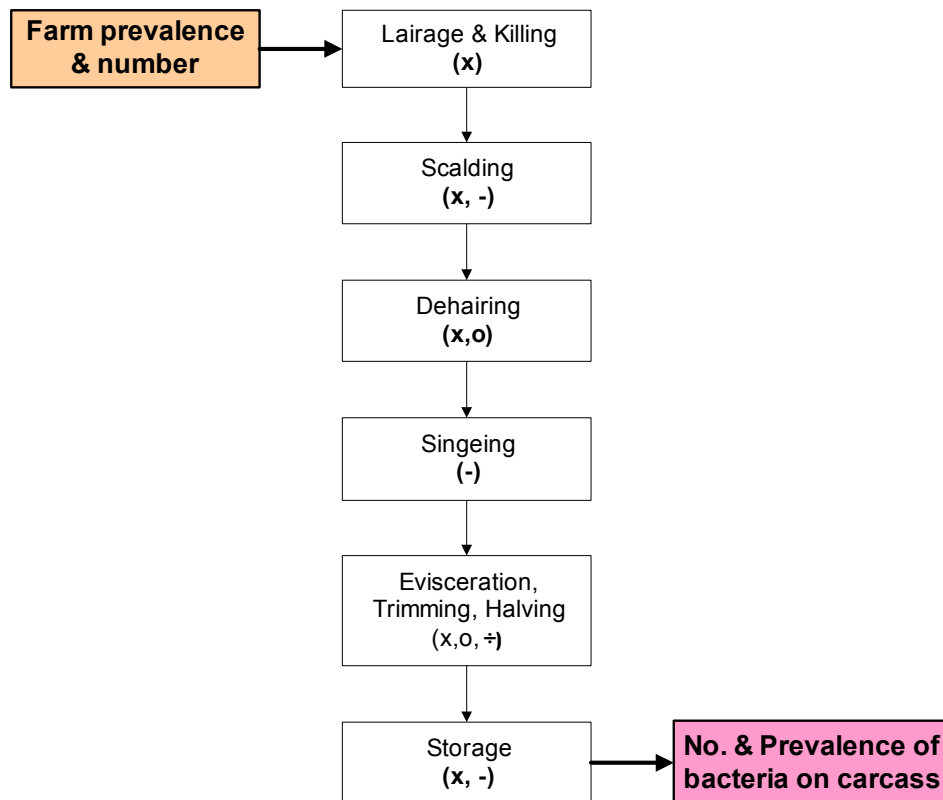 Farm prevalence
& number
Lairage & Killing
(x)
Scalding
(x, -)
Dehairing
(x,o)
Singeing
(-)
Evisceration,
Trimming, Halving
(x,o, ÷)
Storage
(x, -)
No. & Prevalence of
bacteria on carcass